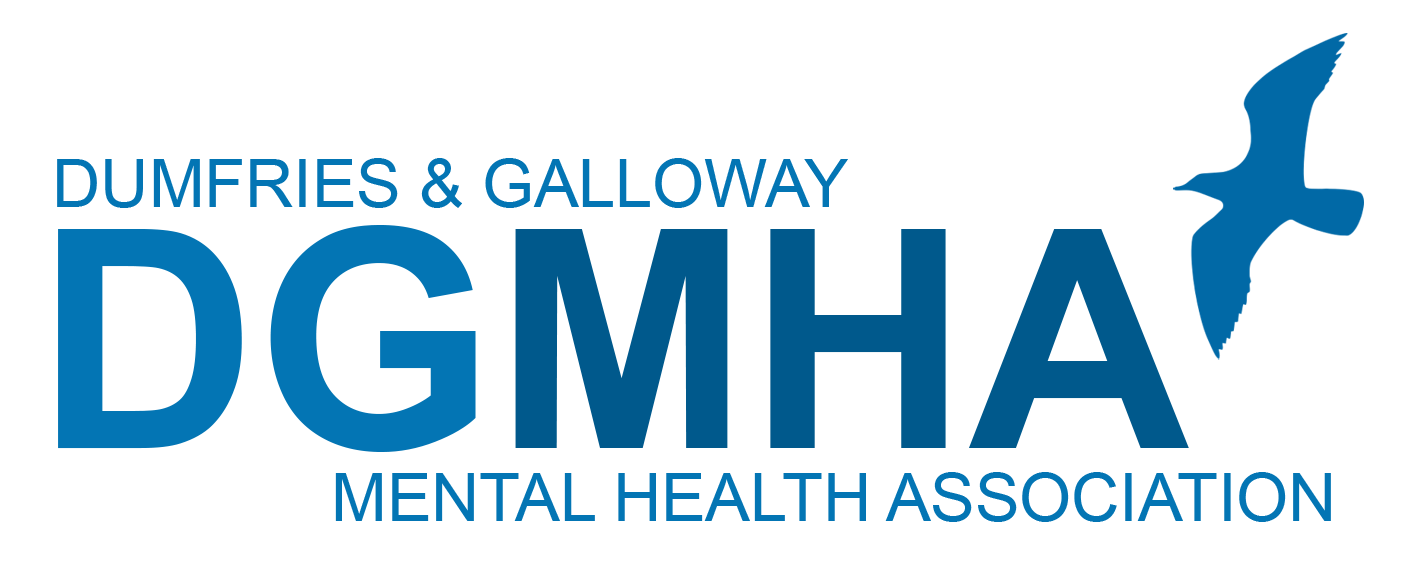 DUMFRIES & GALLOWAY
DGMHA
MENTAL HEALTH ASSOCIATION